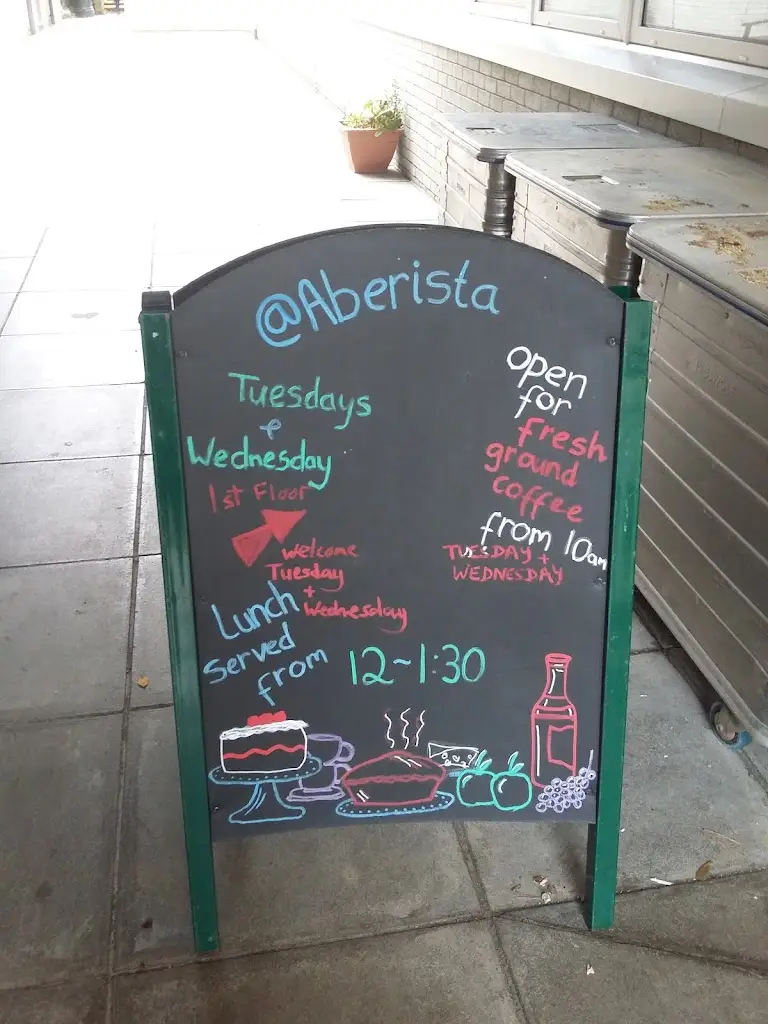 @Aberista
Tuesdays
&
Wednesday
1st Floor
Welcome
Tuesday
+
Wednesday
open
for
fresh
ground
coffee
from 10am
TUESDAY +
WEDNESDAY
Lunch
Served
from
12-1:30